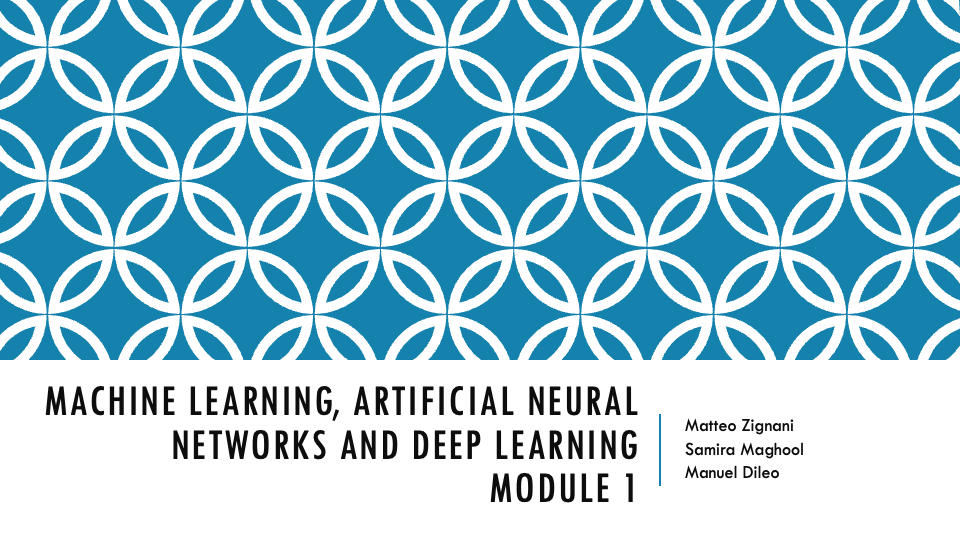 MACHINE LEARNING, ARTIFICIAL NEURAL
NETWORKS AND DEEP LEARNING
MODULE 1
Matteo Zignani
Samira Maghool
Manuel Dileo